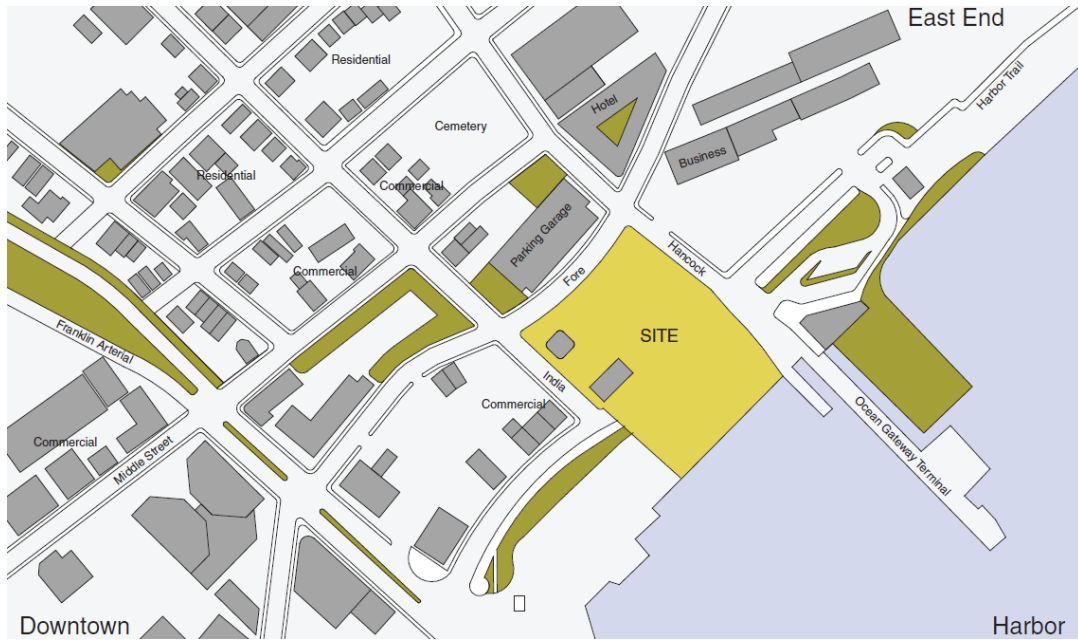 East End
Residential
Harbor Trail
Hotel
Cemetery
Business
Residential
Commercial
Parking Garage
Hancock
Commercial
Fore
SITE
Franklin Arterial
India
Commercial
Ocean Gateway Terminal
Commercial
Middle Street
Downtown
Harbor